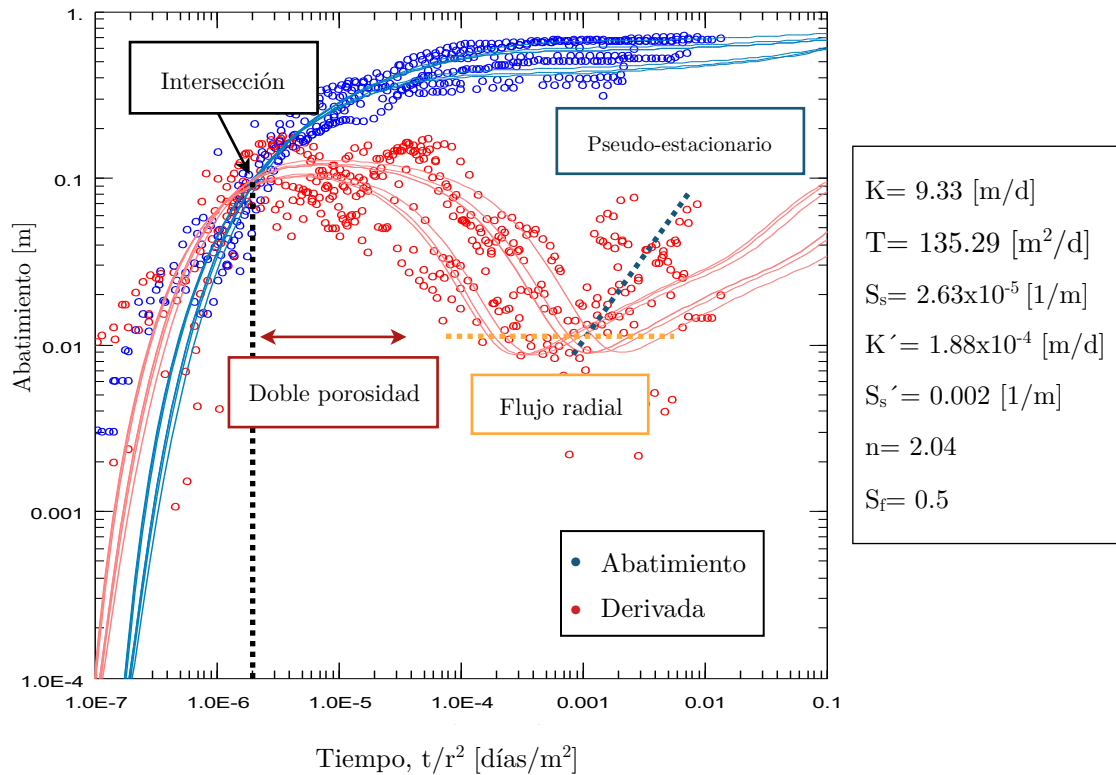 1.
0.1
0.01
0.001
1.0E-4
Abatimiento [m]
Intersección
Pseudo-estacionario
Doble porosidad
Flujo radial
Abatimiento
Derivada
1.0E-7
1.0E-6
1.0E-5
1.0E-4
0.001
0.01
0.1
Tiempo, t/r² [días/m²]
K= 9.33 [m/d]
T= 135.29 [m²/d]
Sₛ= 2.63x10⁻⁵ [1/m]
K´= 1.88x10⁻⁴ [m/d]
Sₛ´= 0.002 [1/m]
n= 2.04
S_f= 0.5